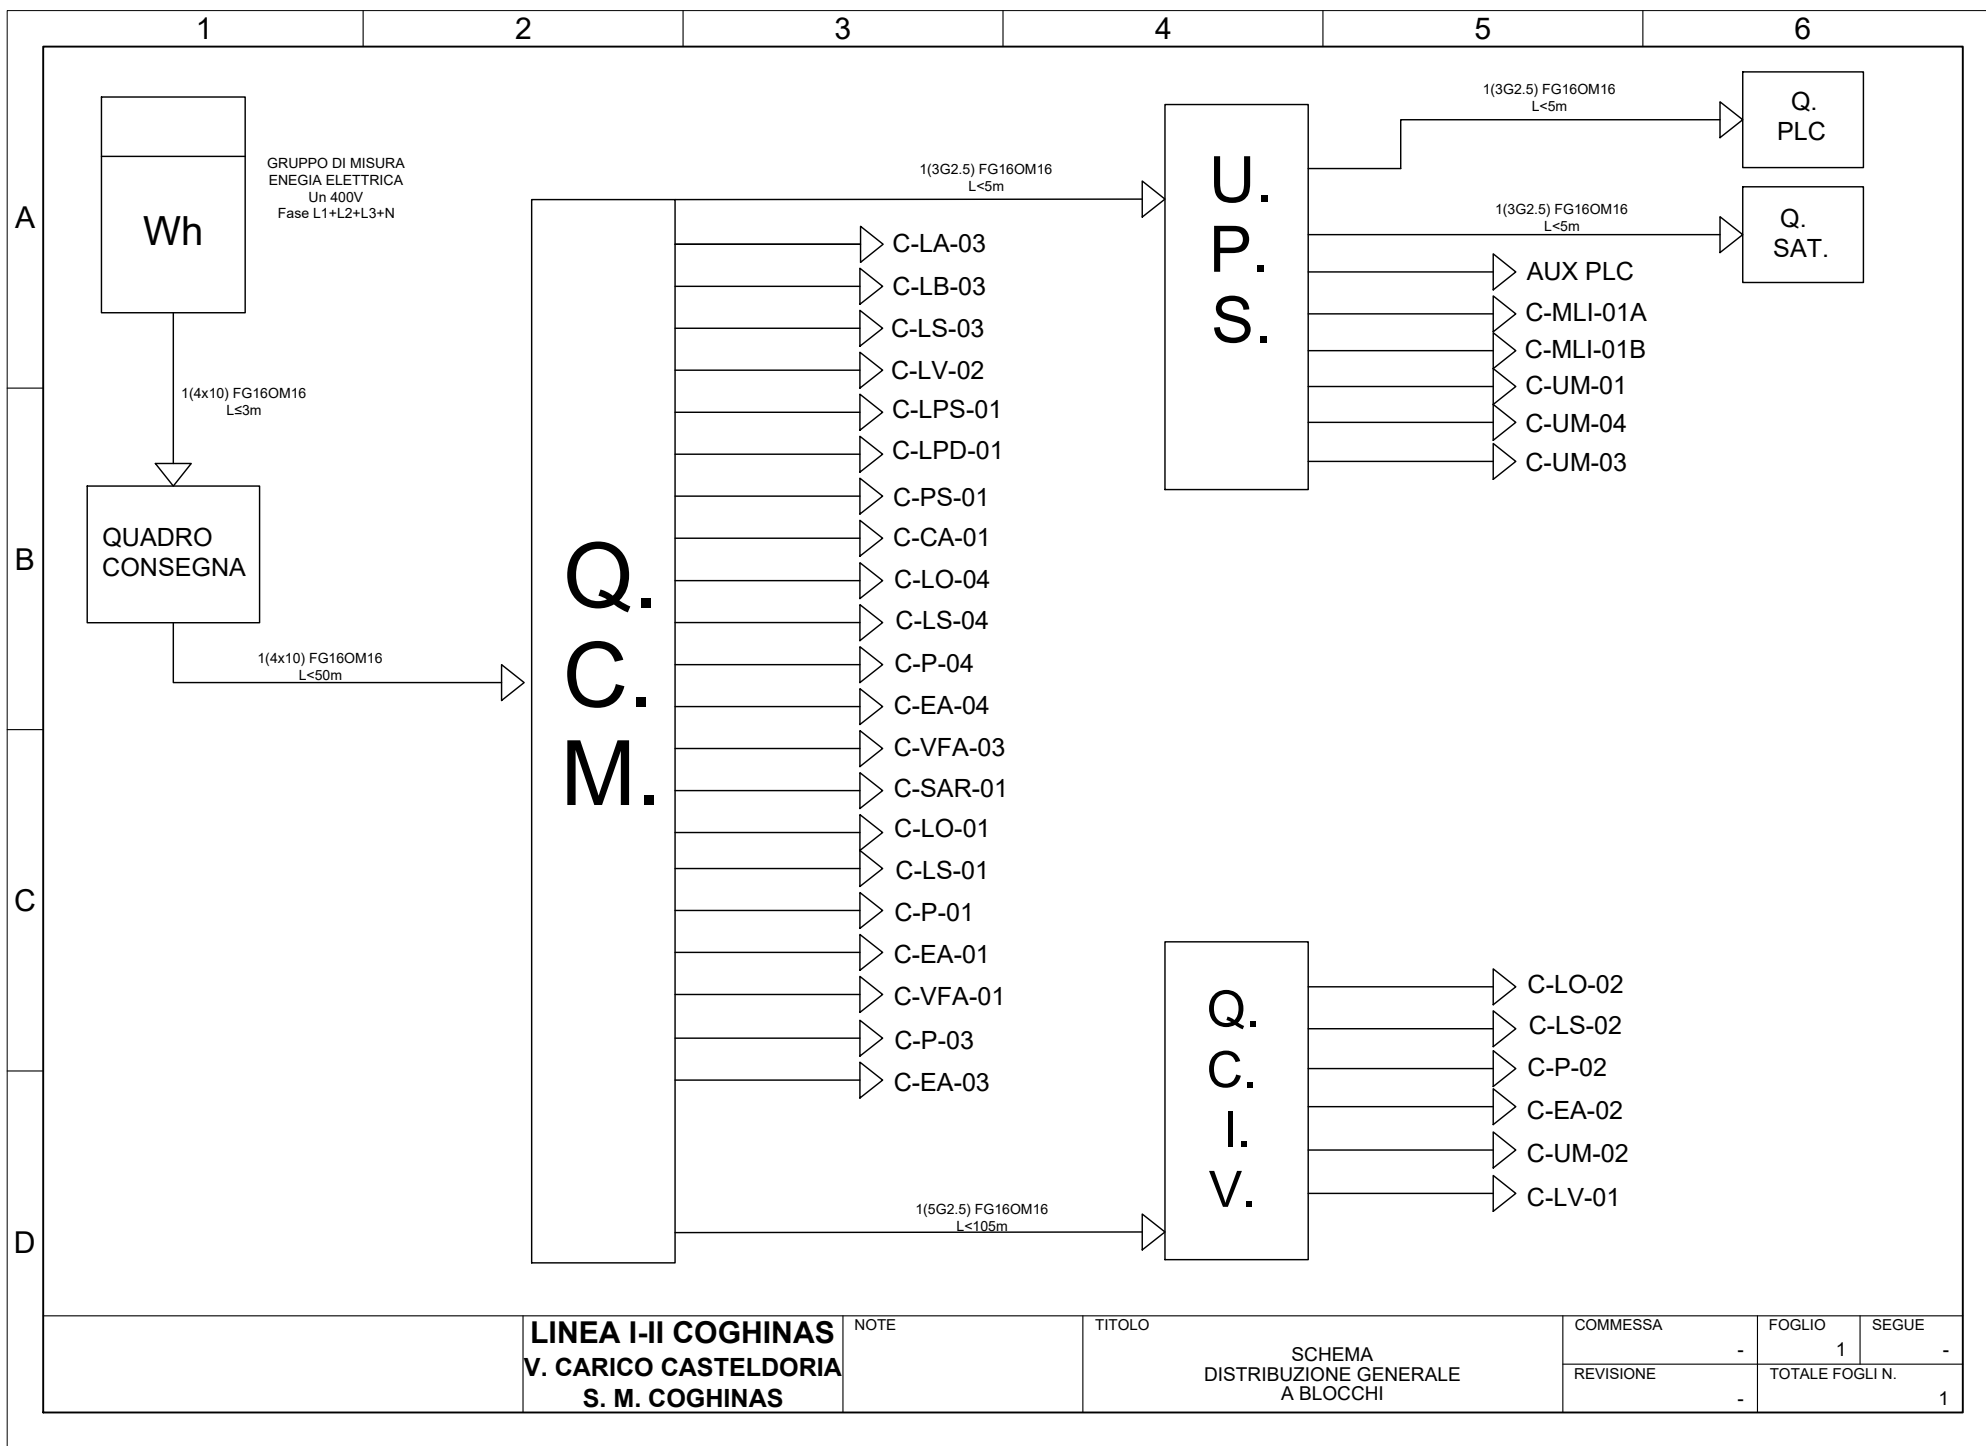 1
2
3
4
5
6
A
B
C
D
Wh
GRUPPO DI MISURA
ENEGIA ELETTRICA
Un 400V
Fase L1+L2+L3+N
1(4x10) FG16OM16
L≤3m
QUADRO
CONSEGNA
1(4x10) FG16OM16
L<50m
Q.
C.
M.
1(3G2.5) FG16OM16
L<5m
C-LA-03
C-LB-03
C-LS-03
C-LV-02
C-LPS-01
C-LPD-01
C-PS-01
C-CA-01
C-LO-04
C-LS-04
C-P-04
C-EA-04
C-VFA-03
C-SAR-01
C-LO-01
C-LS-01
C-P-01
C-EA-01
C-VFA-01
C-P-03
C-EA-03
1(5G2.5) FG16OM16
L<105m
U.
P.
S.
1(3G2.5) FG16OM16
L<5m
Q.
PLC
1(3G2.5) FG16OM16
L<5m
Q.
SAT.
AUX PLC
C-MLI-01A
C-MLI-01B
C-UM-01
C-UM-04
C-UM-03
Q.
C.
I.
V.
C-LO-02
C-LS-02
C-P-02
C-EA-02
C-UM-02
C-LV-01
LINEA I-II COGHINAS
V. CARICO CASTELDORIA
S. M. COGHINAS
NOTE
TITOLO
SCHEMA
DISTRIBUZIONE GENERALE
A BLOCCHI
COMMESSA
-
REVISIONE
-
FOGLIO
1
SEGUE
-
TOTALE FOGLI N.
1